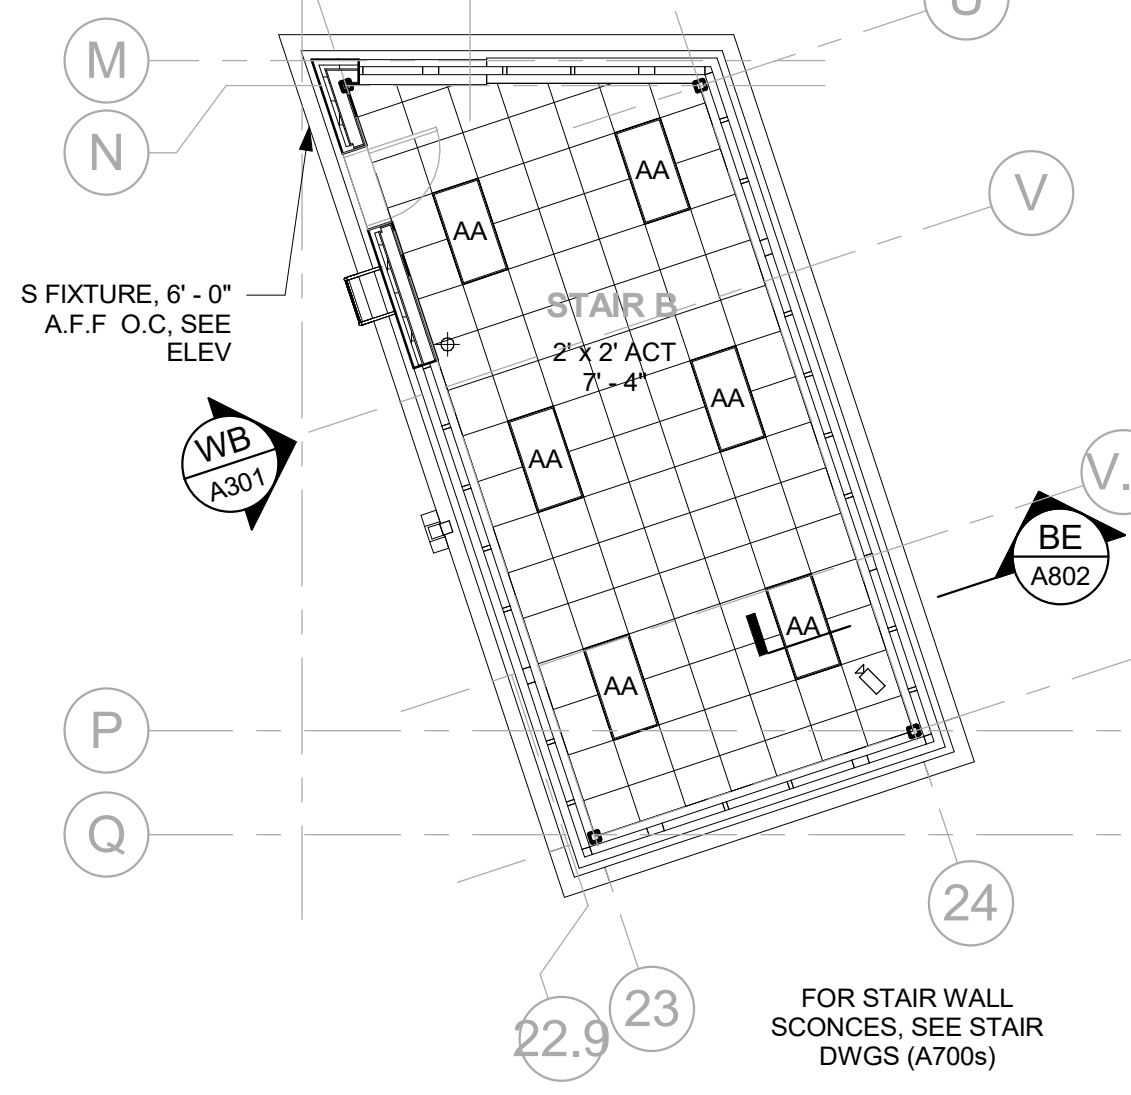 U
M
N
AA
V
AA
S FIXTURE, 6' - 0"
A.F.F O.C, SEE
ELEV
STAIR B
2' x 2' ACT
7' - 4"
AA
WB
A301
AA
V.
BE
A802
AA
AA
P
Q
24
23
22.9
FOR STAIR WALL
SCONCES, SEE STAIR
DWGS (A700s)